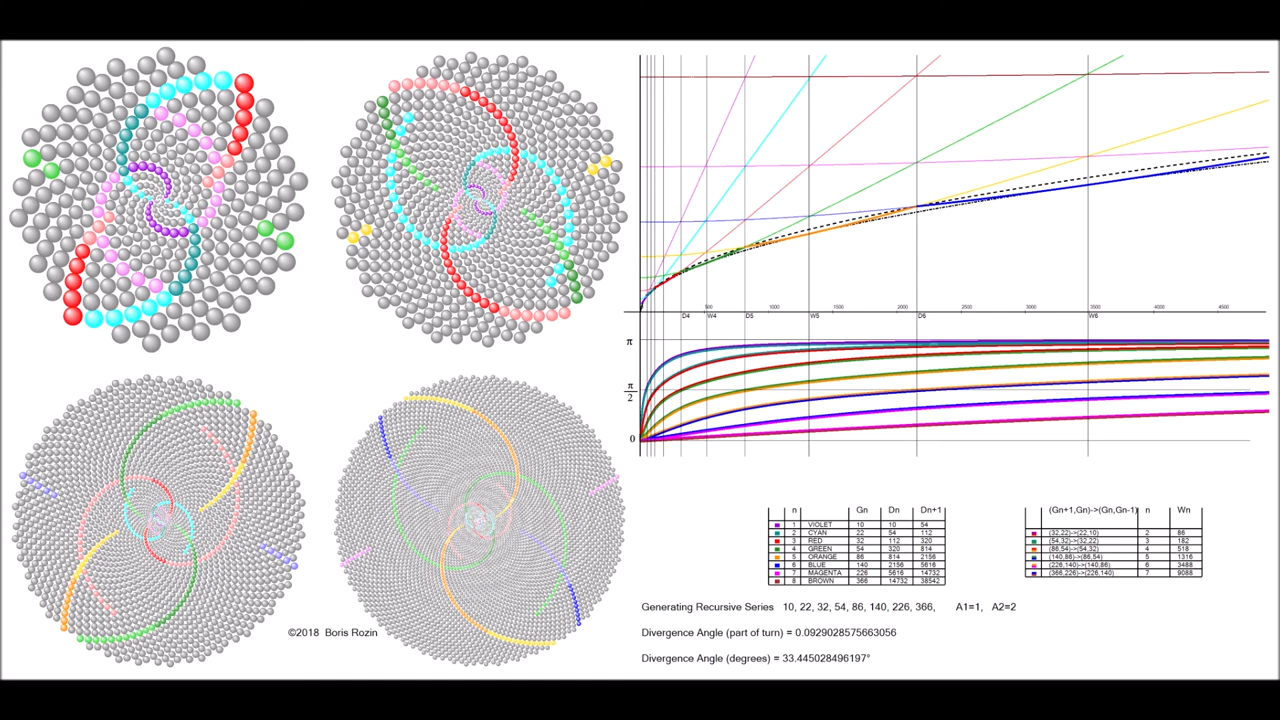 500 1000 1500 2000 2500 3000 3500 4000 4500
D4 W4 D5 W5 D6 W6
π
π
2
0
n Gn Dn Dn+1
1 VIOLET 10 10 54
2 CYAN 22 54 112
3 RED 32 112 320
4 GREEN 54 320 814
5 ORANGE 86 814 2156
6 BLUE 140 2156 5616
7 MAGENTA 226 5616 14732
8 BROWN 366 14732 38542
(Gn+1,Gn)->(Gn,Gn-1) n Wn
(32,22)->(22,10) 2 86
(54,32)->(32,22) 3 182
(86,54)->(54,32) 4 518
(140,86)->(86,54) 5 1316
(226,140)->(140,86) 6 3488
(366,226)->(226,140) 7 9088
Generating Recursive Series 10, 22, 32, 54, 86, 140, 226, 366, A1=1, A2=2
©2018 Boris Rozin
Divergence Angle (part of turn) = 0.0929028575663056
Divergence Angle (degrees) = 33.445028496197°